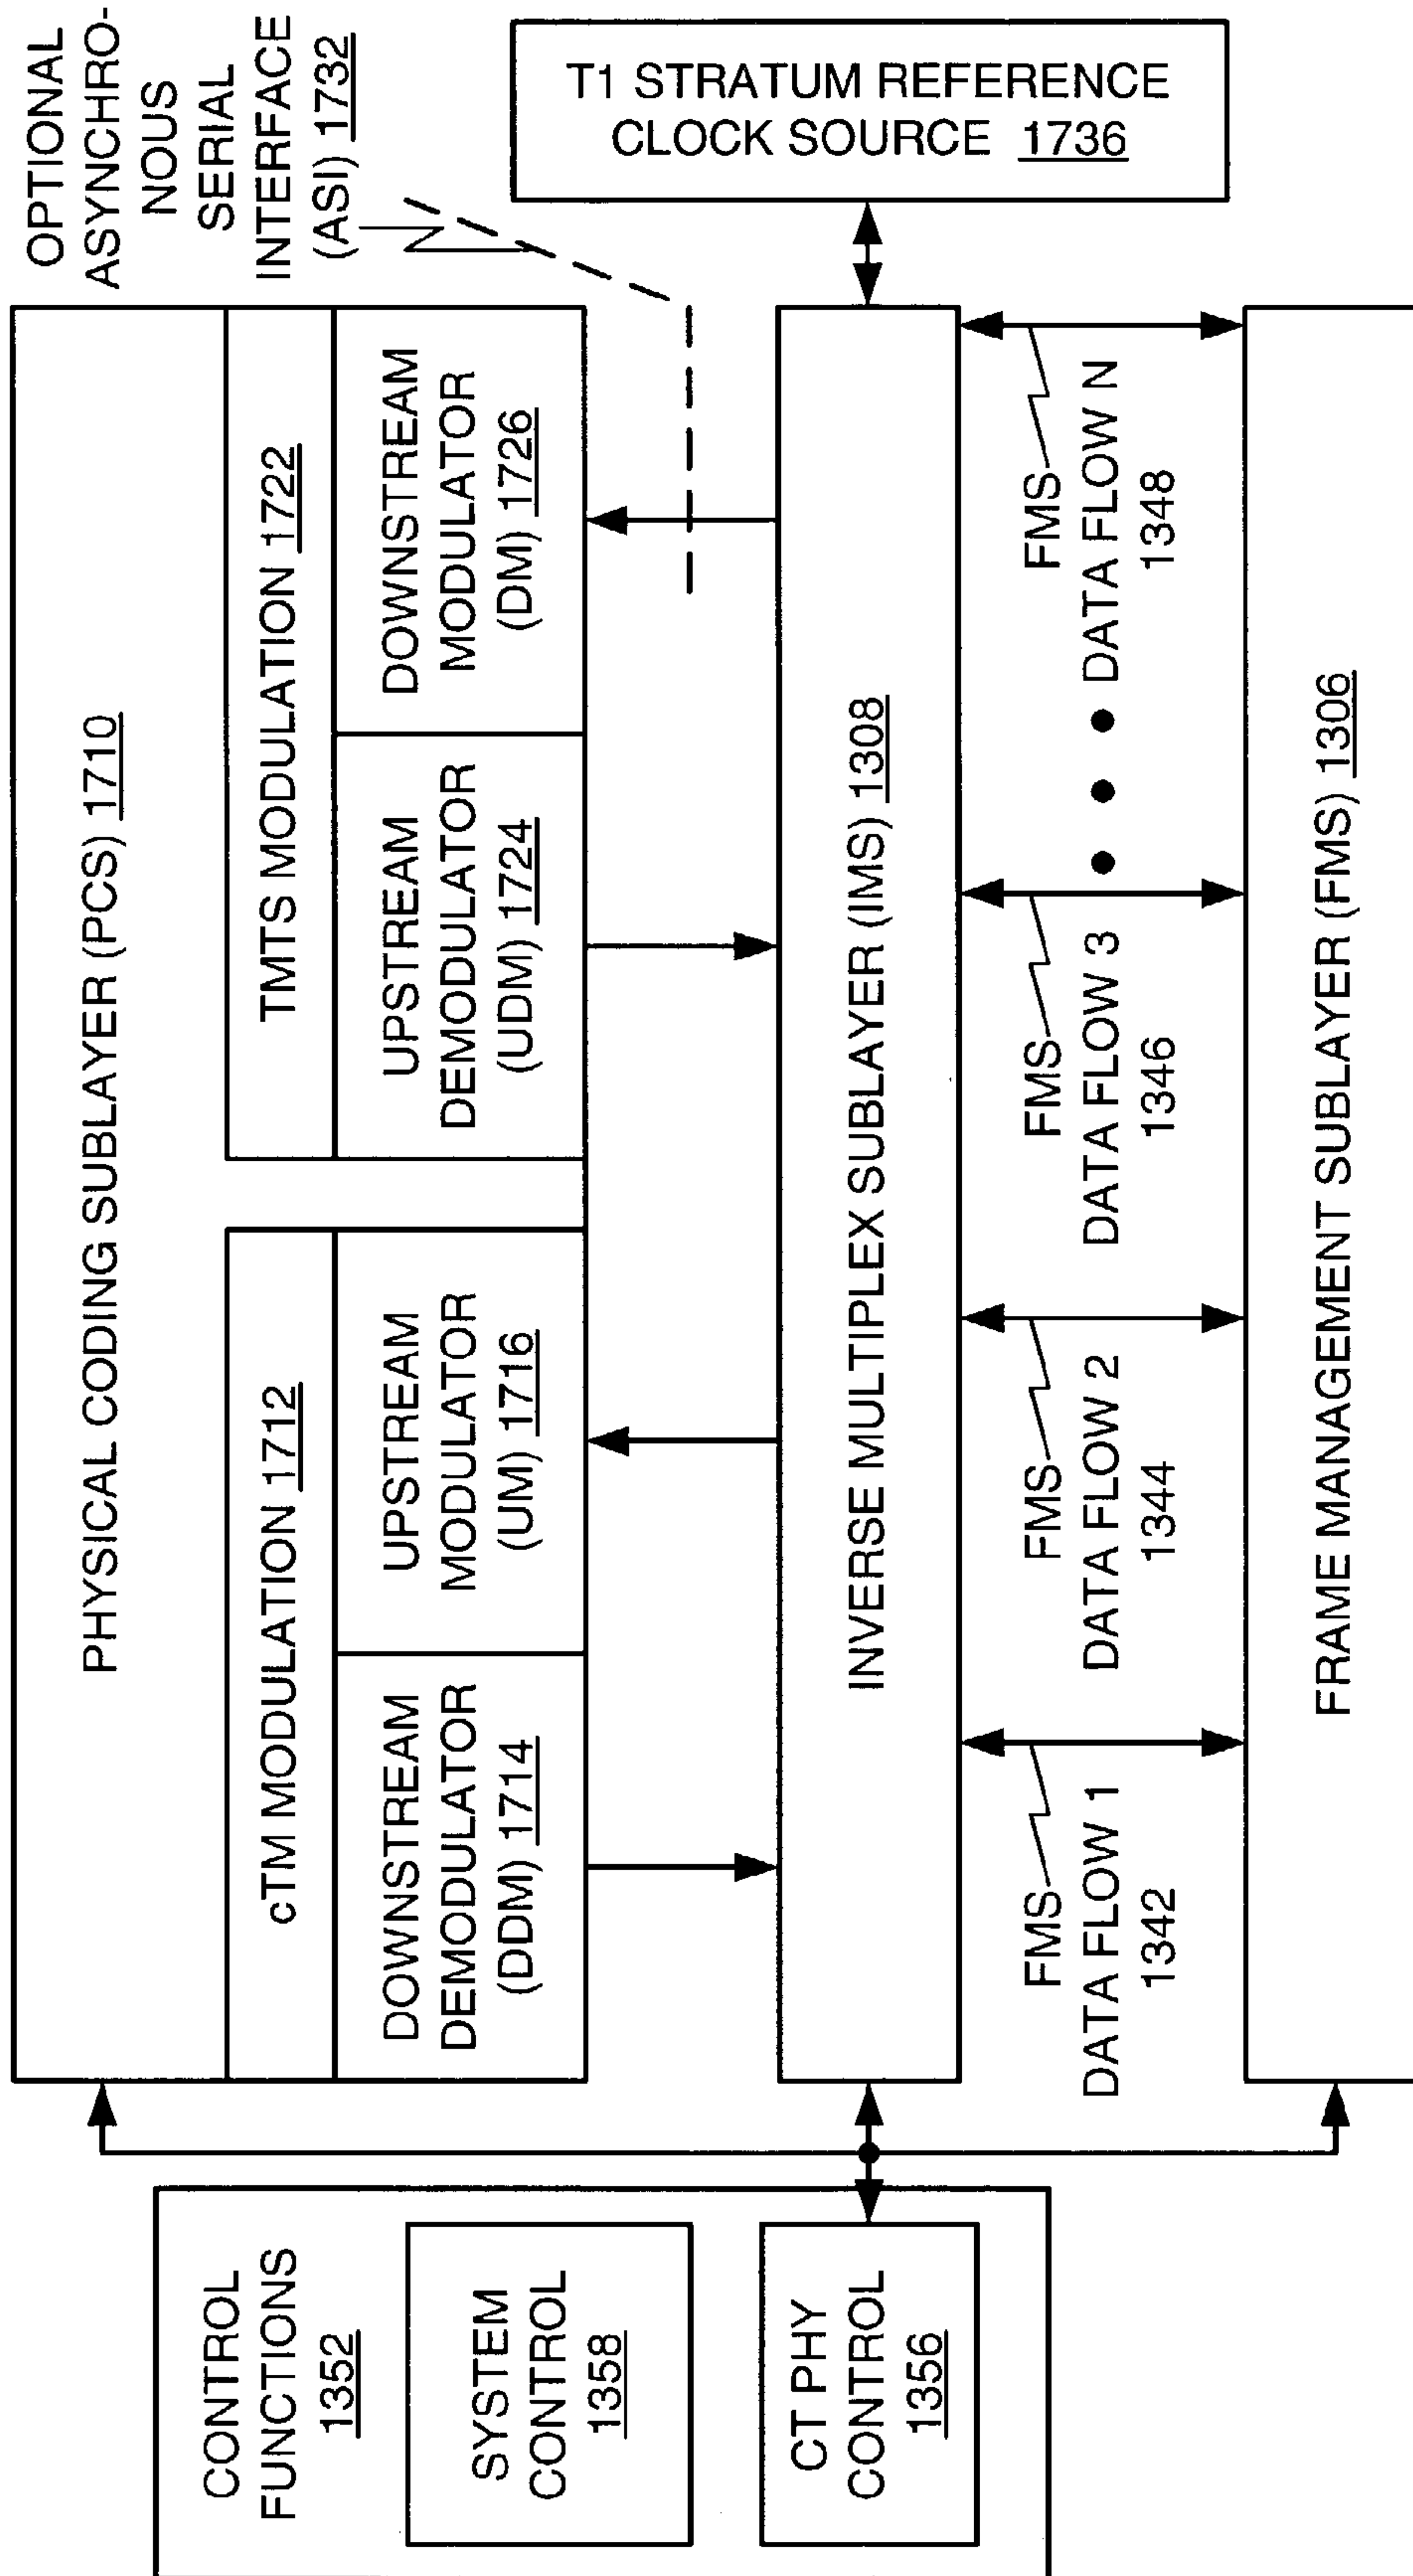 PHYSICAL CODING SUBLAYER (PCS) 1710
cTM MODULATION 1712
DOWNSTREAM
DEMODULATOR
(DDM) 1714
UPSTREAM
MODULATOR
(UM) 1716
TMTS MODULATION 1722
UPSTREAM
DEMODULATOR
(UDM) 1724
DOWNSTREAM
MODULATOR
(DM) 1726
OPTIONAL
ASYNCHRO-
NOUS
SERIAL
INTERFACE
(ASI) 1732
T1 STRATUM REFERENCE
CLOCK SOURCE 1736
CONTROL
FUNCTIONS
1352
SYSTEM
CONTROL
1358
CT PHY
CONTROL
1356
INVERSE MULTIPLEX SUBLAYER (IMS) 1308
FMS
DATA FLOW 1
1342
FMS
DATA FLOW 2
1344
FMS
DATA FLOW 3
1346
FMS
DATA FLOW N
1348
FRAME MANAGEMENT SUBLAYER (FMS) 1306